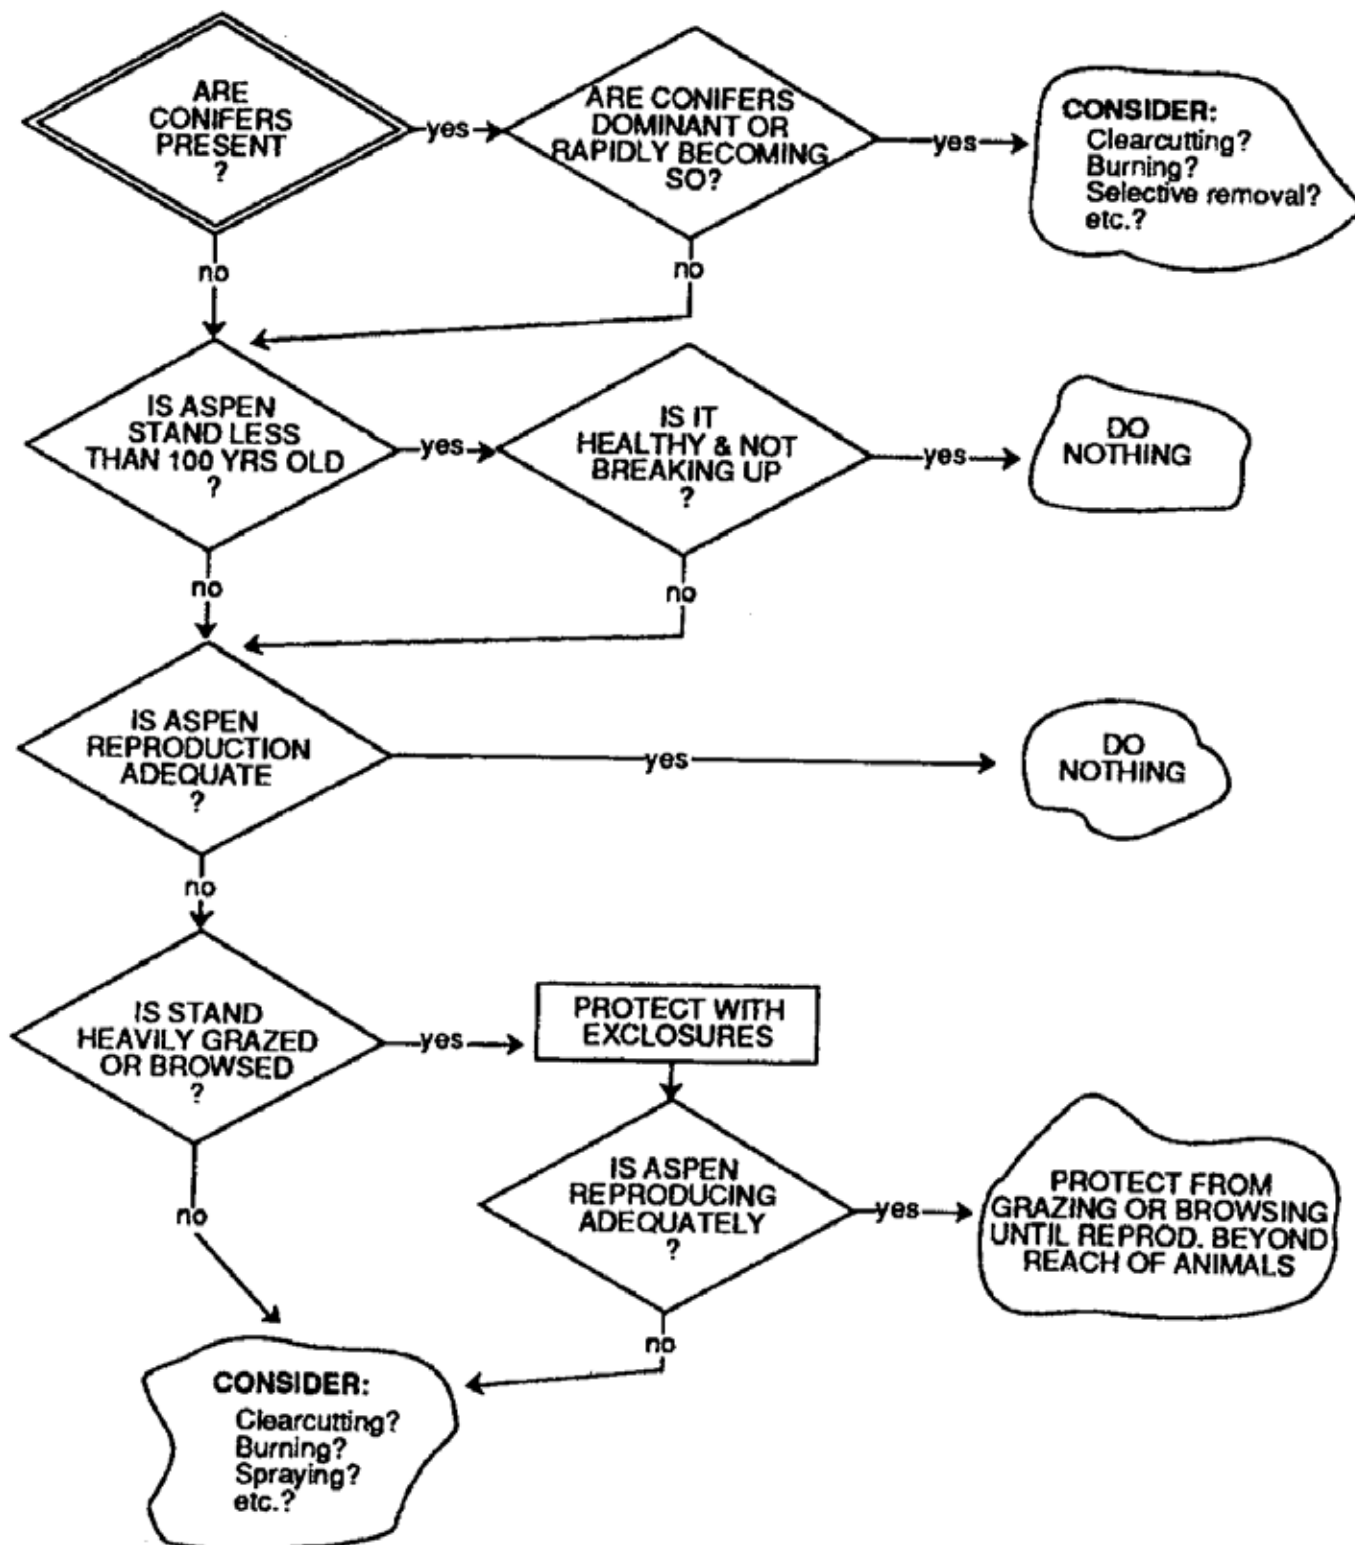 ARE
CONIFERS
PRESENT
?
yes
ARE CONIFERS
DOMINANT OR
RAPIDLY BECOMING
SO?
yes
CONSIDER:
Clearcutting?
Burning?
Selective removal?
etc.?
no
no
IS ASPEN
STAND LESS
THAN 100 YRS OLD
?
yes
IS IT
HEALTHY & NOT
BREAKING UP
?
yes
DO
NOTHING
no
no
IS ASPEN
REPRODUCTION
ADEQUATE
?
yes
DO
NOTHING
no
IS STAND
HEAVILY GRAZED
OR BROWSED
?
yes
PROTECT WITH
EXCLOSURES
IS ASPEN
REPRODUCING
ADEQUATELY
?
yes
PROTECT FROM
GRAZING OR BROWSING
UNTIL REPROD. BEYOND
REACH OF ANIMALS
no
no
CONSIDER:
Clearcutting?
Burning?
Spraying?
etc.?